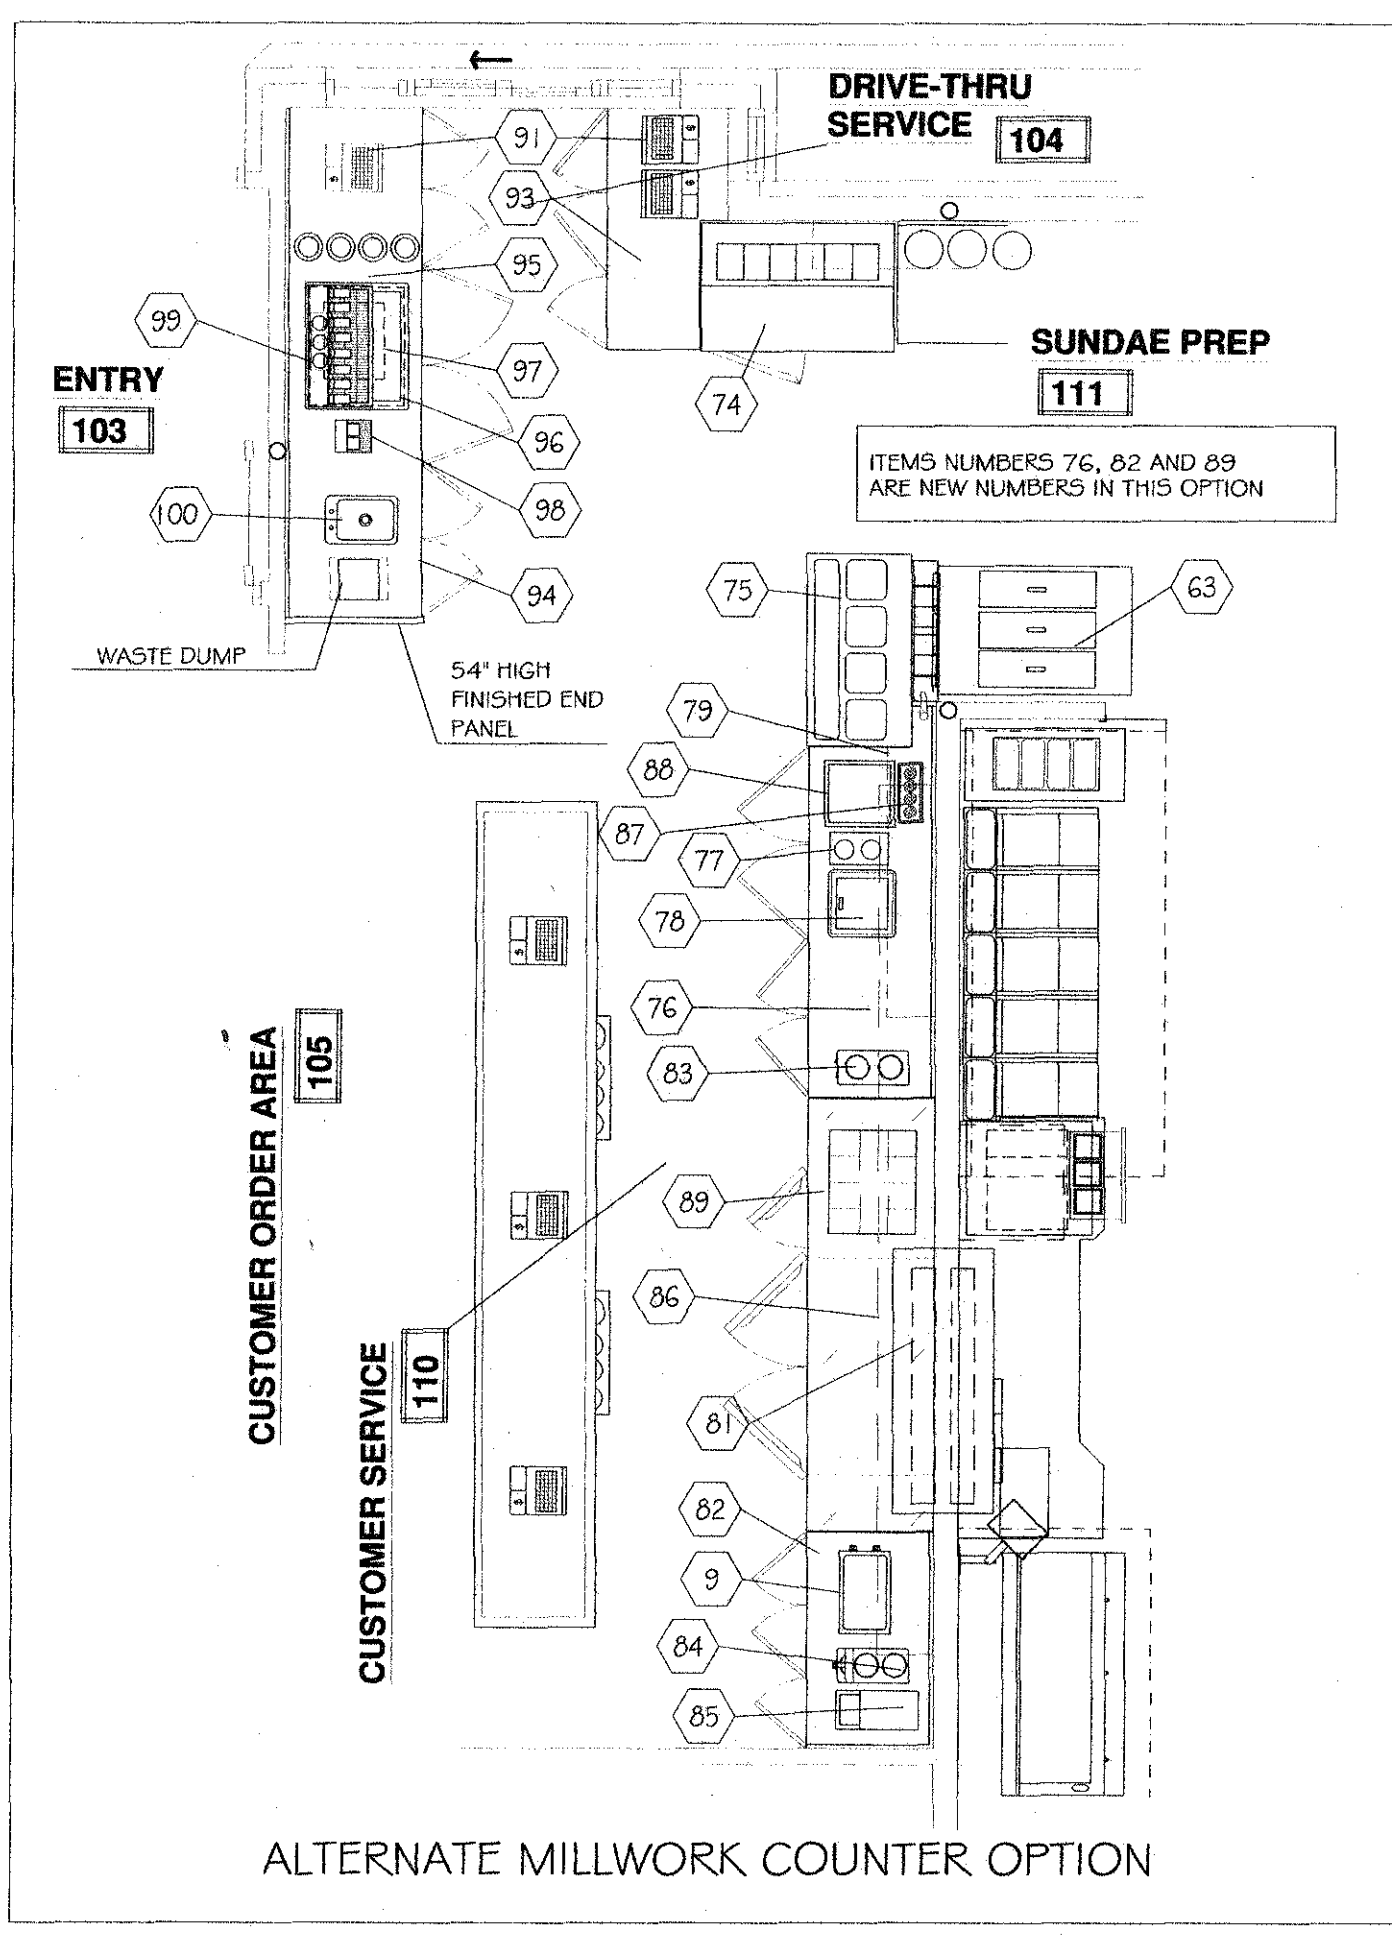 DRIVE-THRU
SERVICE
104
91
93
95
99
97
ENTRY
103
96
98
100
94
WASTE DUMP
54" HIGH
FINISHED END
PANEL
74
SUNDAE PREP
111
ITEMS NUMBERS 76, 82 AND 89
ARE NEW NUMBERS IN THIS OPTION
75
63
79
88
87
77
78
76
83
89
86
81
82
9
84
85
CUSTOMER ORDER AREA
105
CUSTOMER SERVICE
110
$
$
$
$
$
$
ALTERNATE MILLWORK COUNTER OPTION